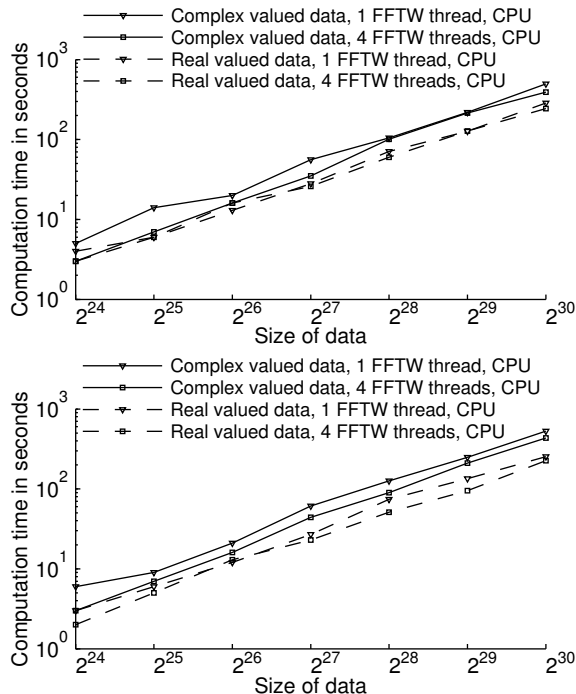 Complex valued data, 1 FFTW thread, CPU
Complex valued data, 4 FFTW threads, CPU
Real valued data, 1 FFTW thread, CPU
Real valued data, 4 FFTW threads, CPU
Computation time in seconds
10^3
10^2
10^1
10^0
2^24 2^25 2^26 2^27 2^28 2^29 2^30
Size of data
Complex valued data, 1 FFTW thread, CPU
Complex valued data, 4 FFTW threads, CPU
Real valued data, 1 FFTW thread, CPU
Real valued data, 4 FFTW threads, CPU
Computation time in seconds
10^3
10^2
10^1
10^0
2^24 2^25 2^26 2^27 2^28 2^29 2^30
Size of data